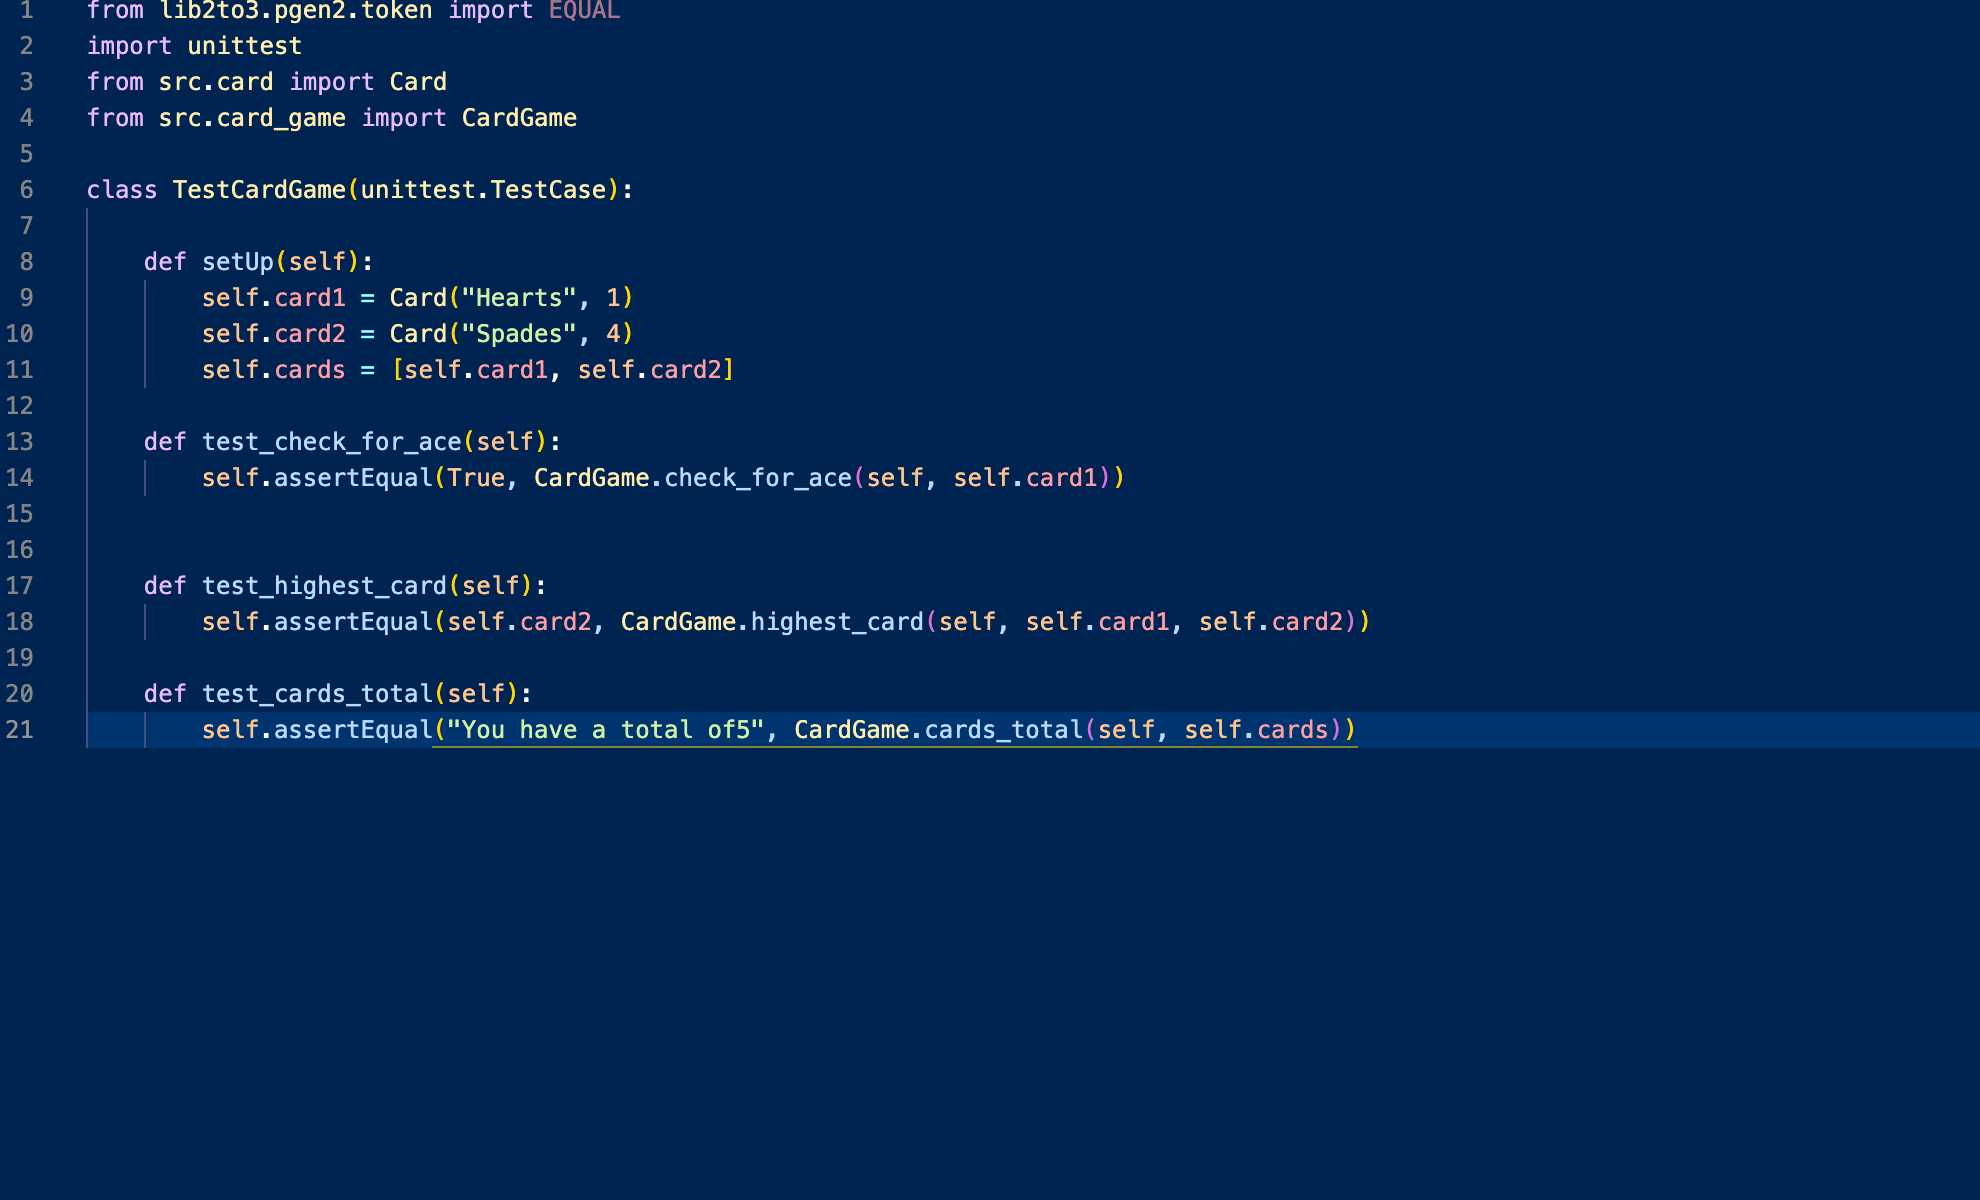 1 from lib2to3.pgen2.token import EQUAL
2 import unittest
3 from src.card import Card
4 from src.card_game import CardGame
5
6 class TestCardGame(unittest.TestCase):
7
8     def setUp(self):
9         self.card1 = Card("Hearts", 1)
10         self.card2 = Card("Spades", 4)
11         self.cards = [self.card1, self.card2]
12
13     def test_check_for_ace(self):
14         self.assertEqual(True, CardGame.check_for_ace(self, self.card1))
15
16
17     def test_highest_card(self):
18         self.assertEqual(self.card2, CardGame.highest_card(self, self.card1, self.card2))
19
20     def test_cards_total(self):
21         self.assertEqual("You have a total of5", CardGame.cards_total(self, self.cards))